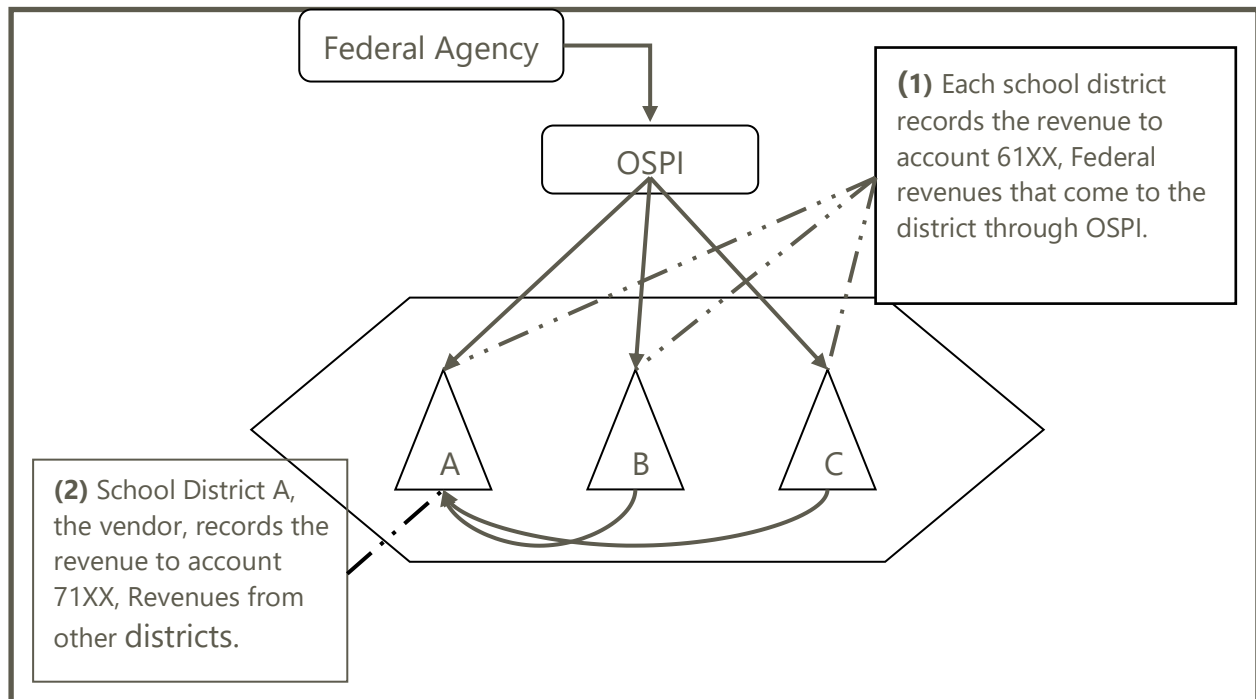 Federal Agency
(1) Each school district
records the revenue to
account 61XX, Federal
revenues that come to the
district through OSPI.
OSPI
A
B
C
(2) School District A,
the vendor, records the
revenue to account
71XX, Revenues from
other districts.